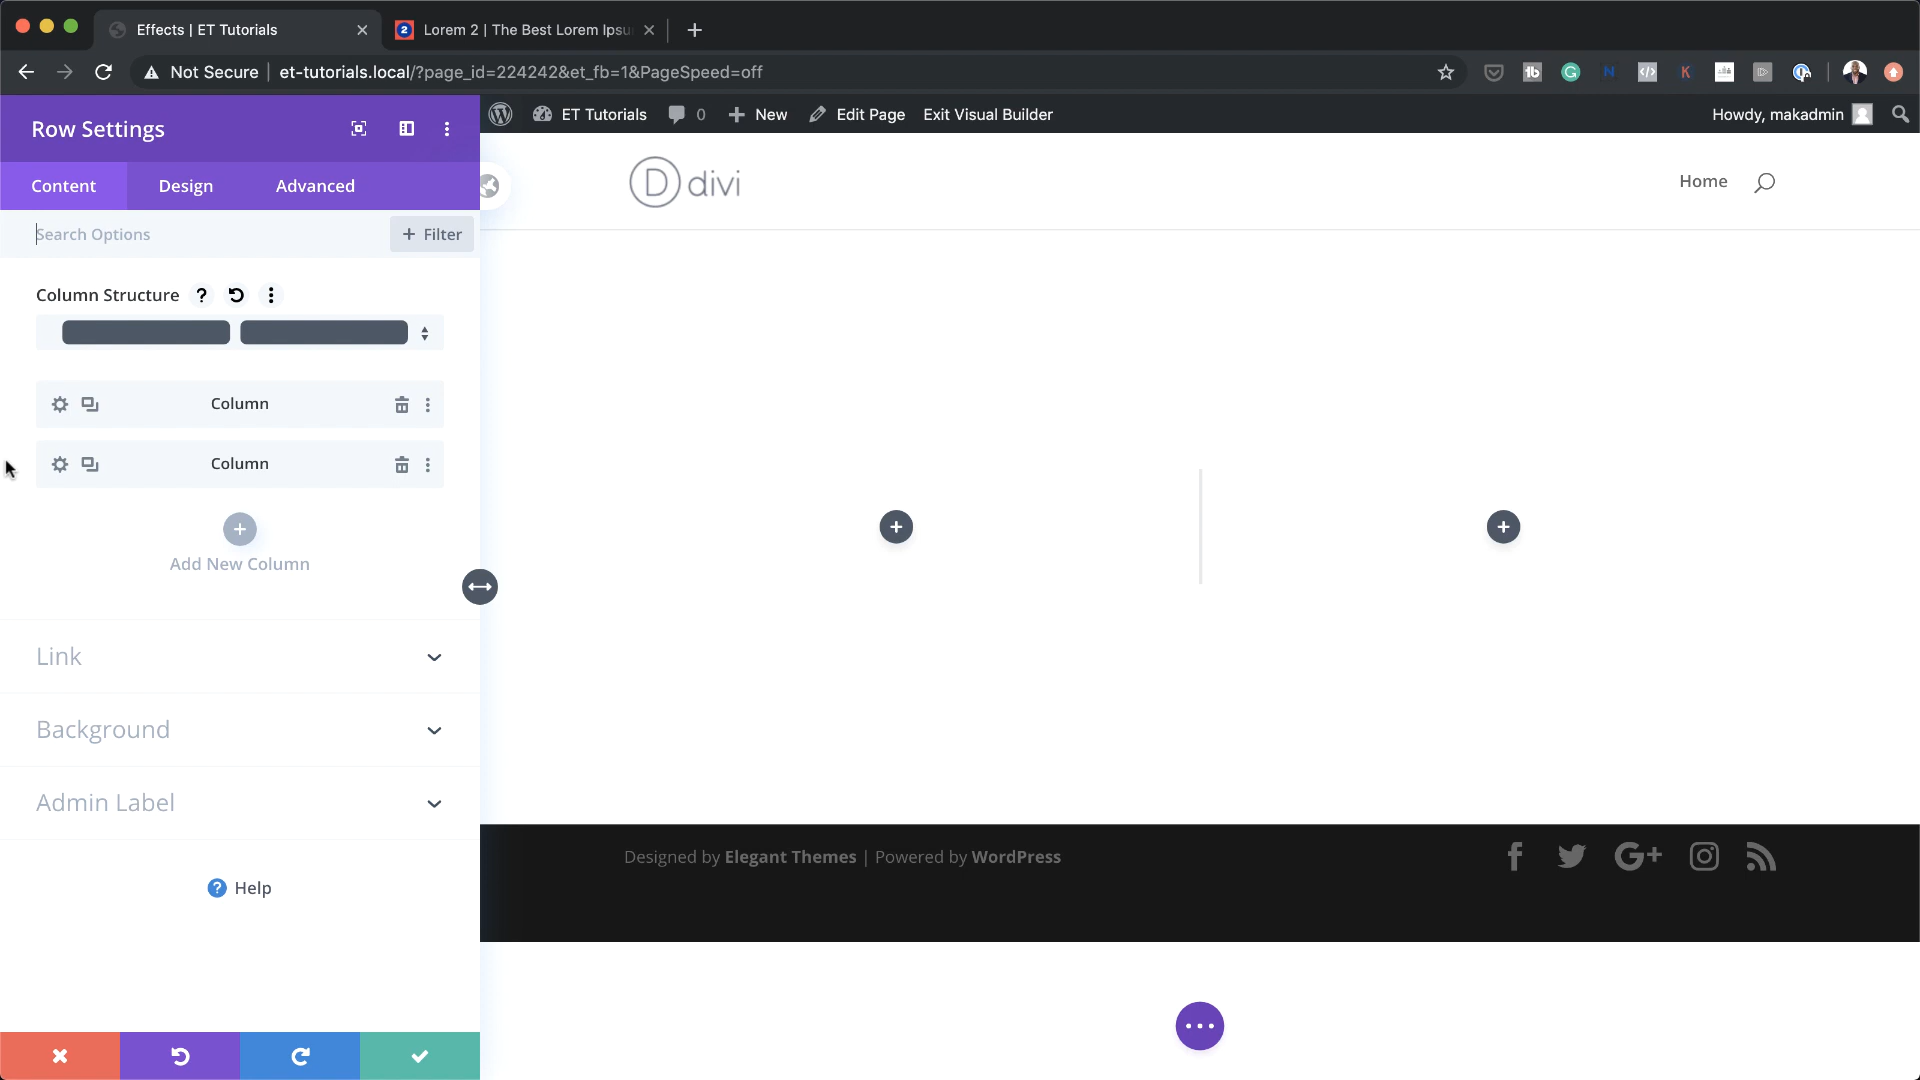 Effects | ET Tutorials
Lorem 2 | The Best Lorem Ipsu
Not Secure
et-tutorials.local/?page_id=224242&et_fb=1&PageSpeed=off
Row Settings
ET Tutorials
0
New
Edit Page
Exit Visual Builder
Howdy, makadmin
Content
Design
Advanced
divi
Home
Search Options
+ Filter
Column Structure
Column
Column
Add New Column
Link
Background
Admin Label
Designed by Elegant Themes | Powered by WordPress
Help